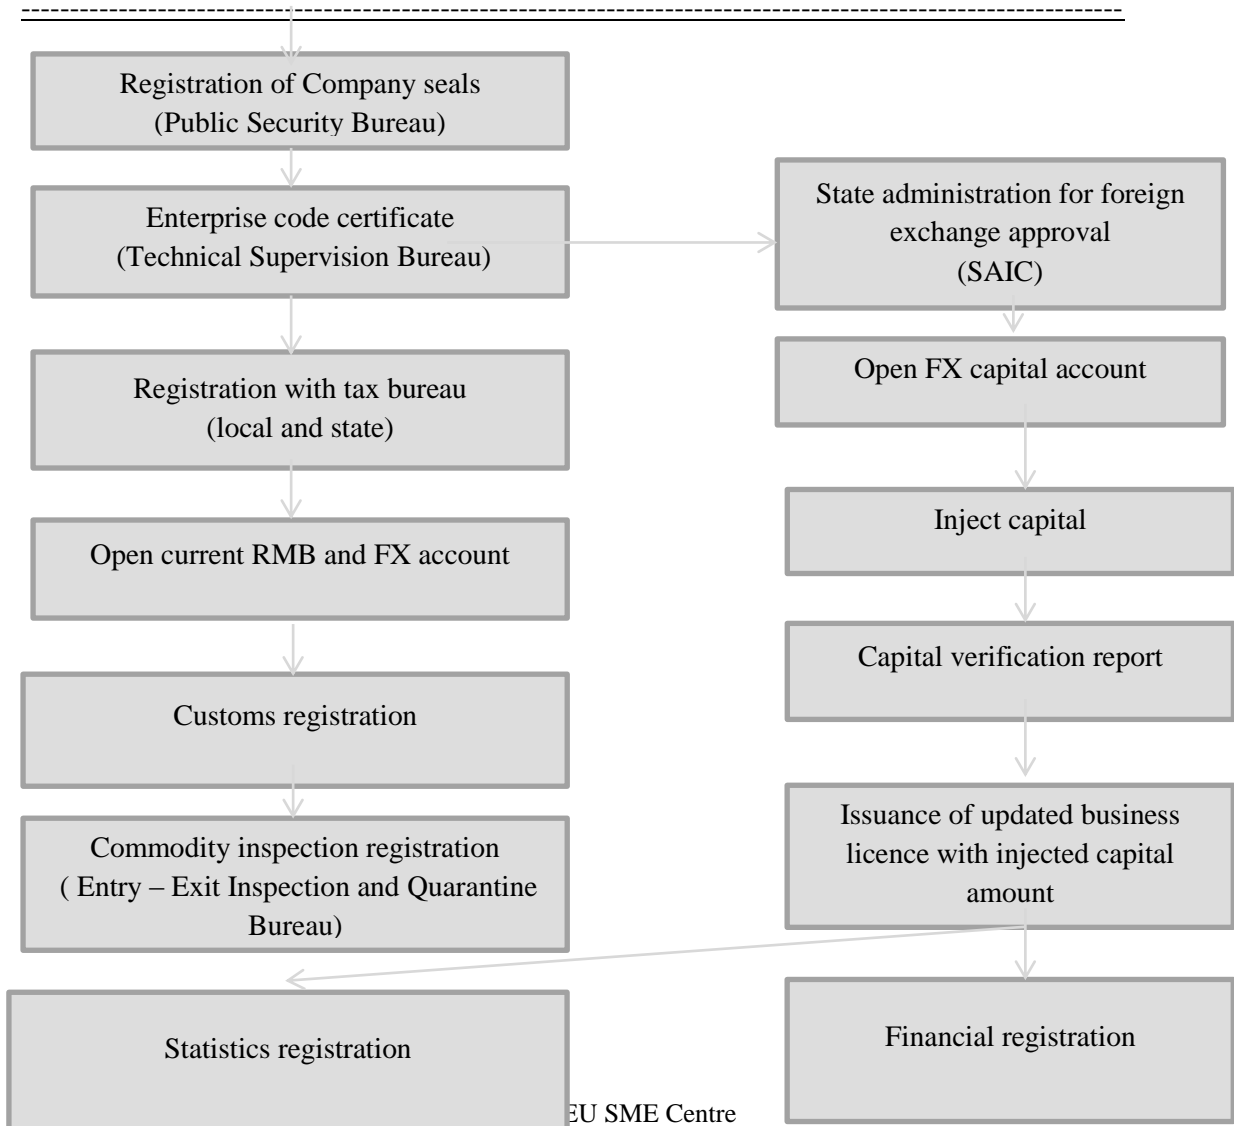 Registration of Company seals
(Public Security Bureau)
Enterprise code certificate
(Technical Supervision Bureau)
State administration for foreign
exchange approval
(SAIC)
Registration with tax bureau
(local and state)
Open FX capital account
Open current RMB and FX account
Inject capital
Customs registration
Capital verification report
Commodity inspection registration
( Entry – Exit Inspection and Quarantine
Bureau)
Issuance of updated business
licence with injected capital
amount
Statistics registration
Financial registration
EU SME Centre